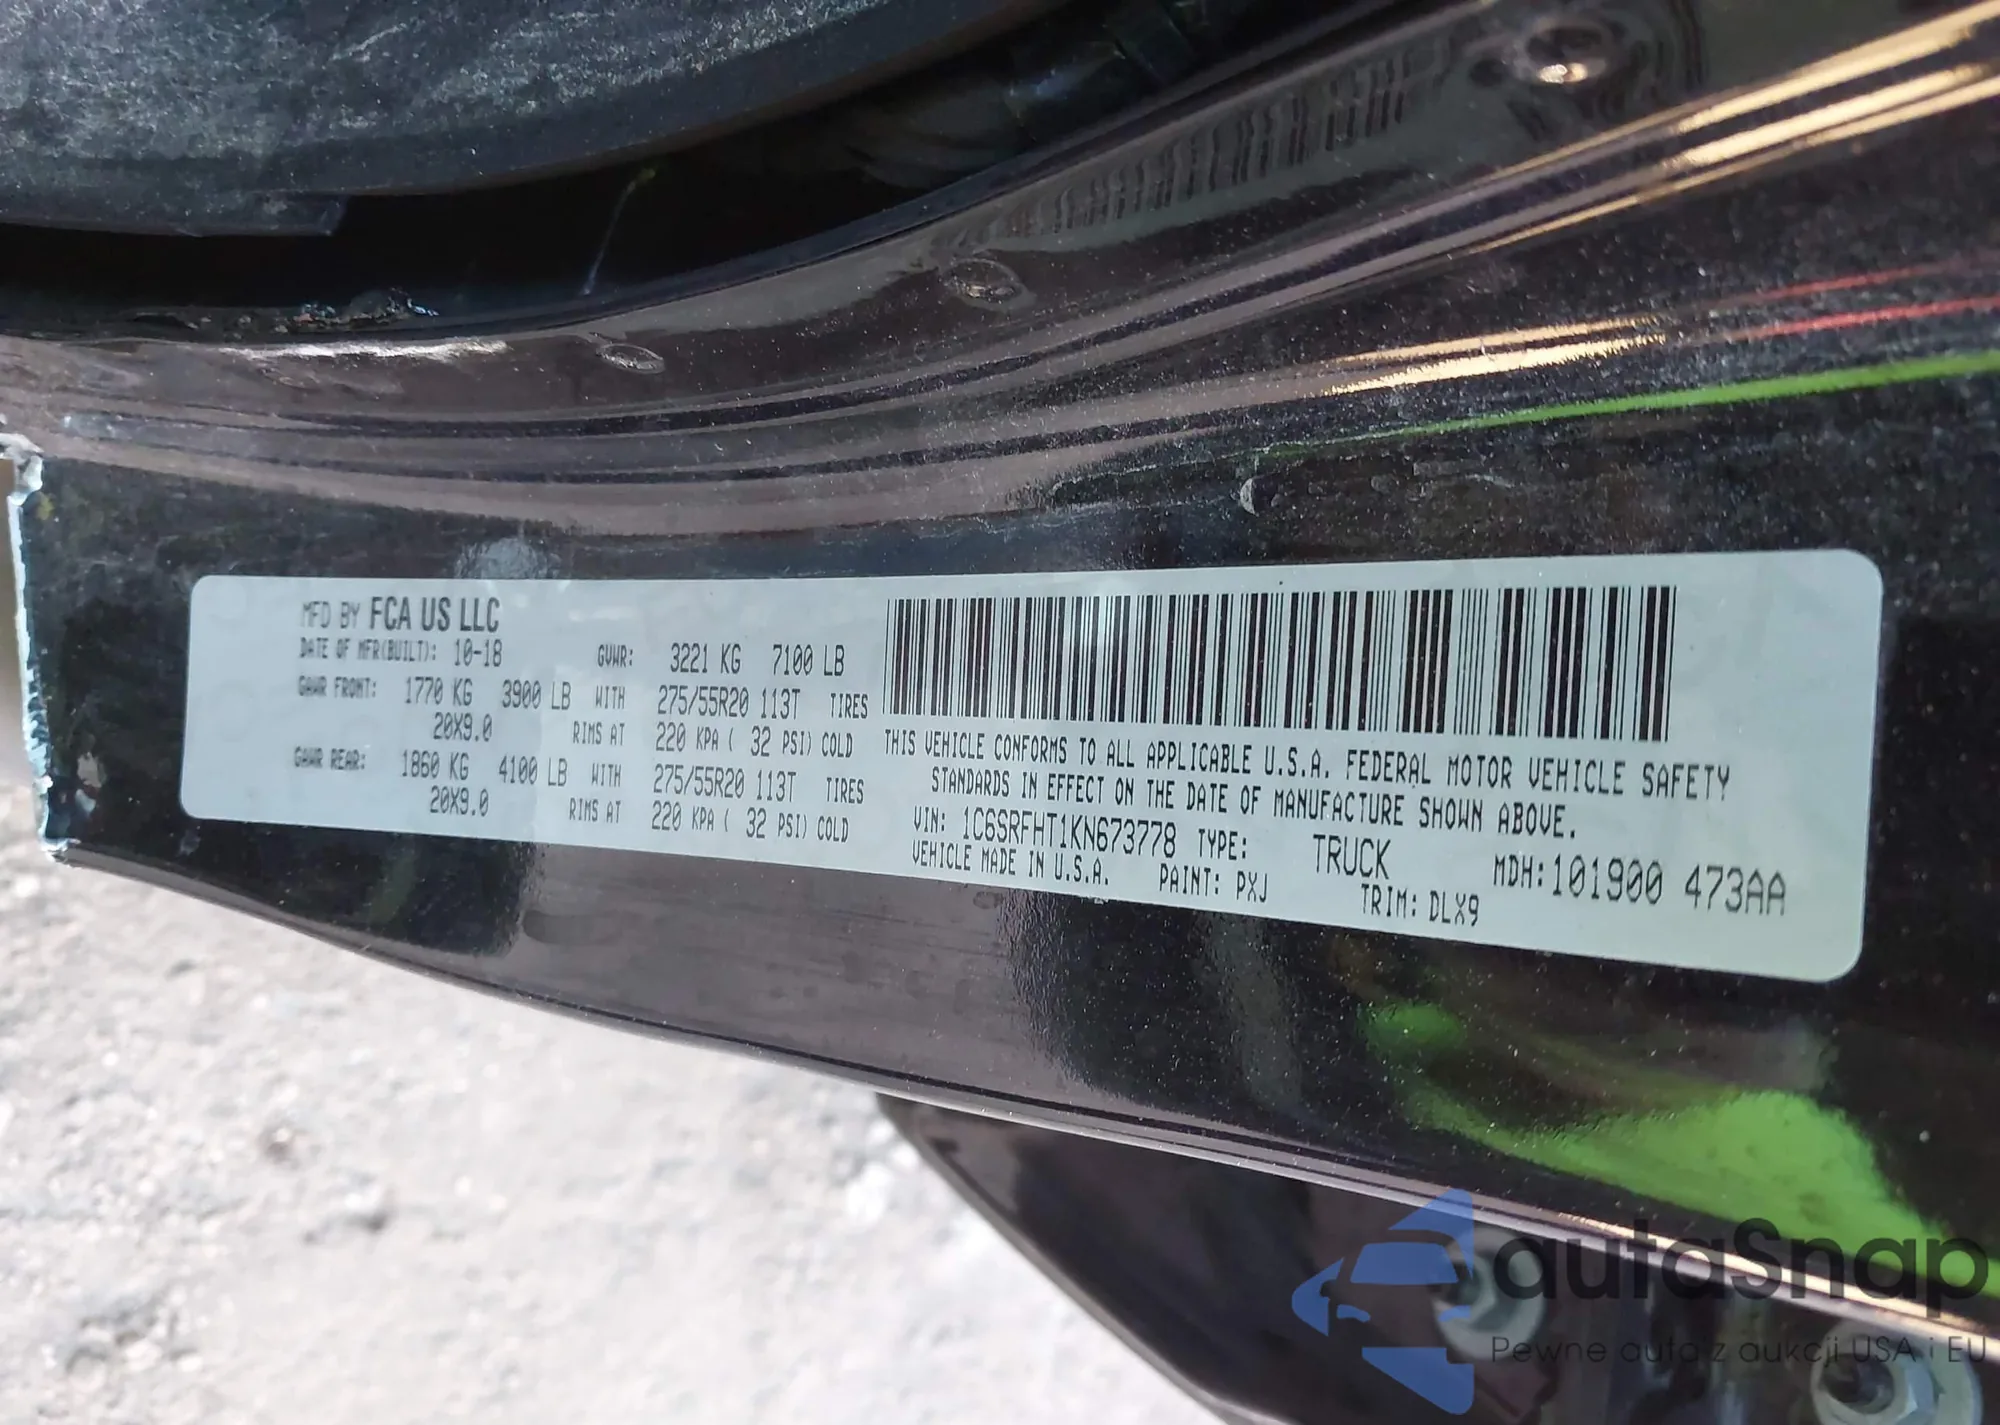 MFD BY FCA US LLC
DATE OF MFR(BUILT): 10-18 GVWR: 3221 KG 7100 LB
GAWR FRONT: 1770 KG 3900 LB WITH 275/55R20 113T TIRES
20X9.0 RIMS AT 220 KPA ( 32 PSI) COLD
GAWR REAR: 1860 KG 4100 LB WITH 275/55R20 113T TIRES
20X9.0 RIMS AT 220 KPA ( 32 PSI) COLD
THIS VEHICLE CONFORMS TO ALL APPLICABLE U.S.A. FEDERAL MOTOR VEHICLE SAFETY
STANDARDS IN EFFECT ON THE DATE OF MANUFACTURE SHOWN ABOVE.
VIN: 1C6SRFHT1KN673778 TYPE: TRUCK MDH:101900 473AA
VEHICLE MADE IN U.S.A. PAINT: PXJ TRIM: DLX9
autaSnap
Pewne auta z aukcji USA i EU